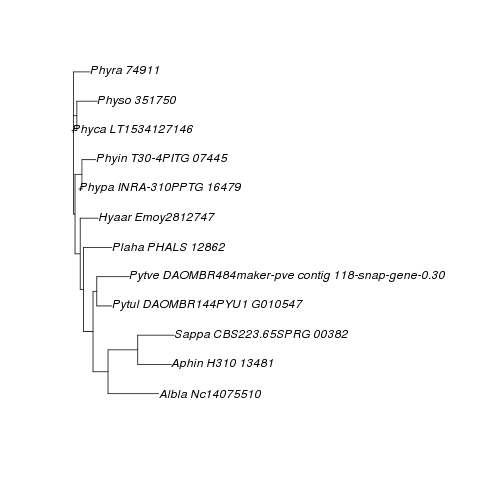 Phyra 74911
Physo 351750
Phyca LT1534127146
Phyin T30-4PITG 07445
Phypa INRA-310PPTG 16479
Hyaar Emoy2812747
Plaha PHALS 12862
Pytve DAOMBR484maker-pve contig 118-snap-gene-0.30
Pytul DAOMBR144PYU1 G010547
Sappa CBS223.65SPRG 00382
Aphin H310 13481
Albla Nc14075510